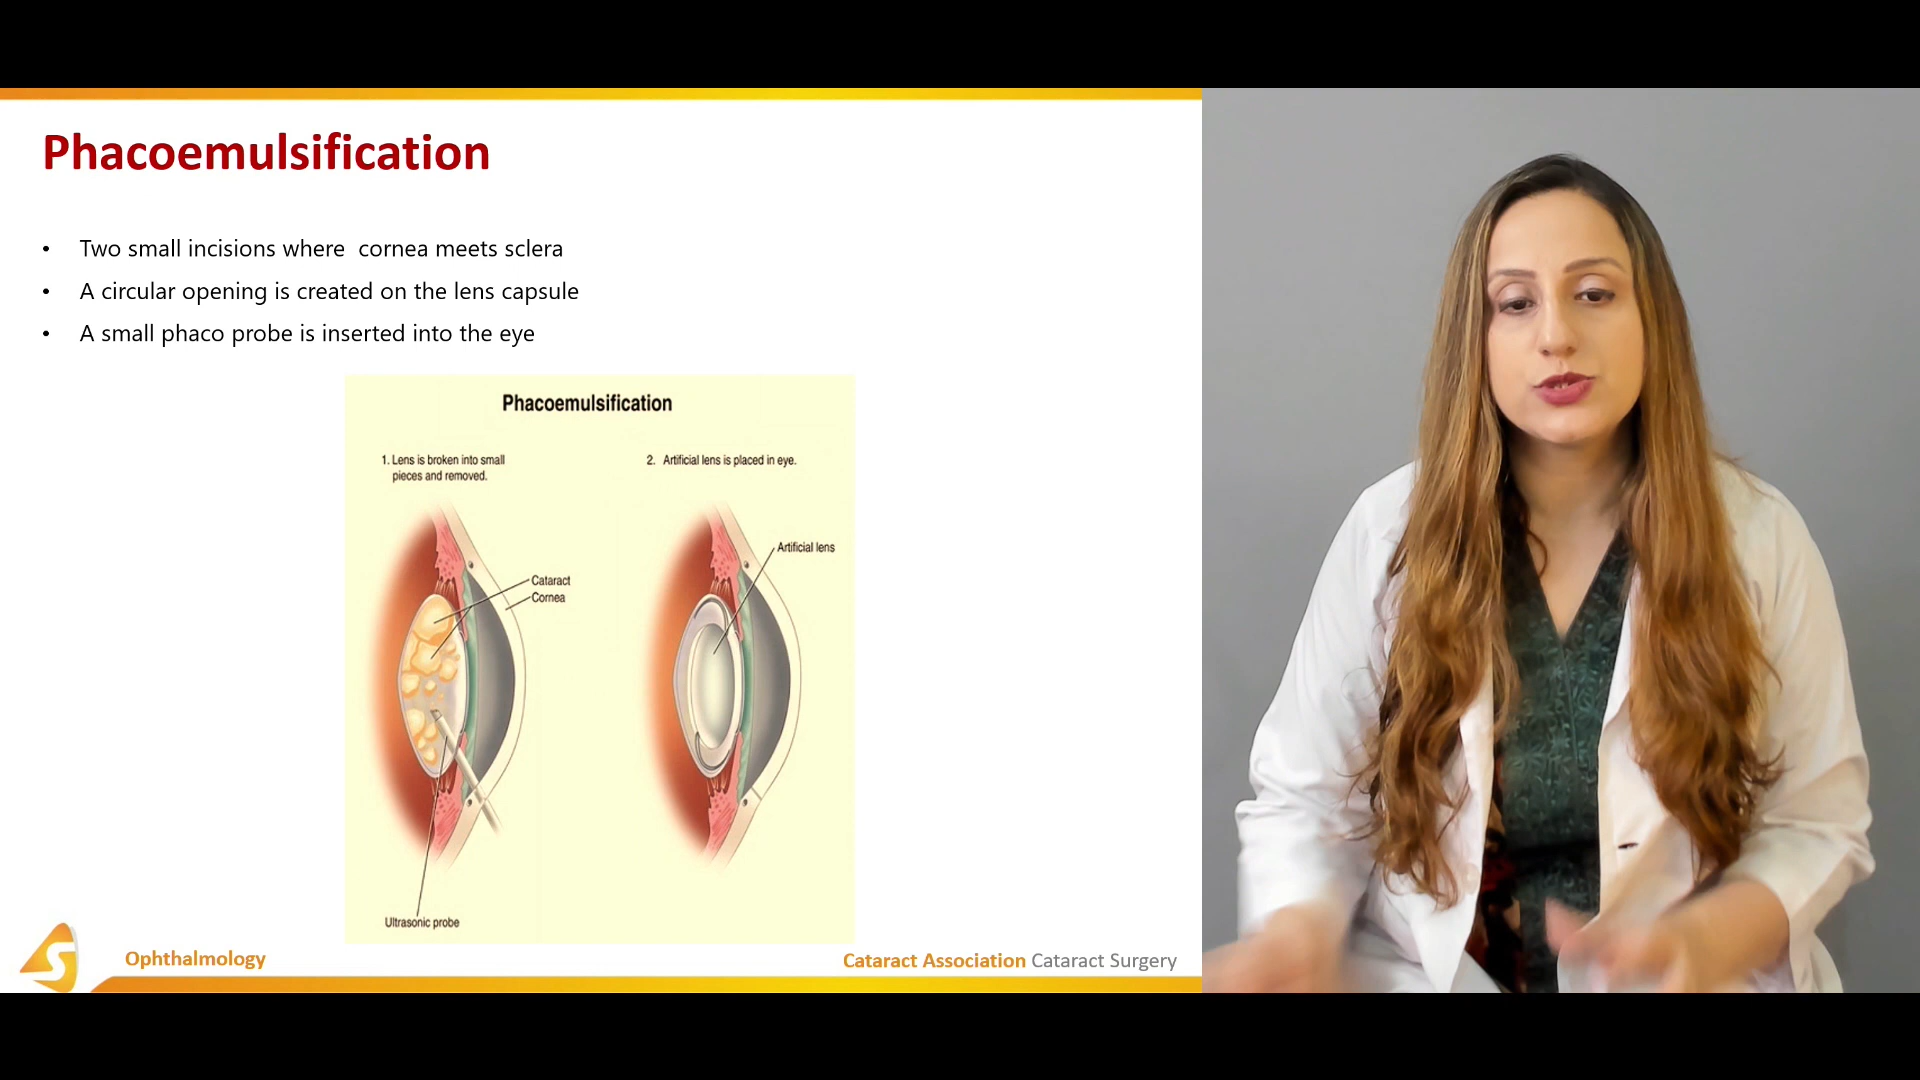 Phacoemulsification
• Two small incisions where  cornea meets sclera
• A circular opening is created on the lens capsule
• A small phaco probe is inserted into the eye
Phacoemulsification
1. Lens is broken into small
pieces and removed.
2. Artificial lens is placed in eye.
Artificial lens
Cataract
Cornea
Ultrasonic probe
S
Ophthalmology
Cataract Association Cataract Surgery